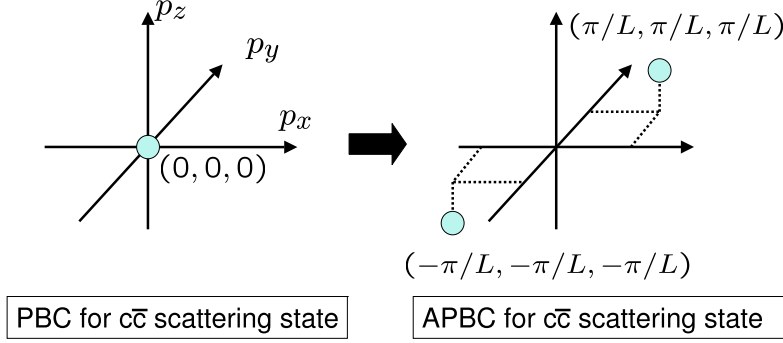 p_z
p_y
p_x
(0, 0, 0)
(π/L, π/L, π/L)
(−π/L, −π/L, −π/L)
PBC for cc̅ scattering state
APBC for cc̅ scattering state